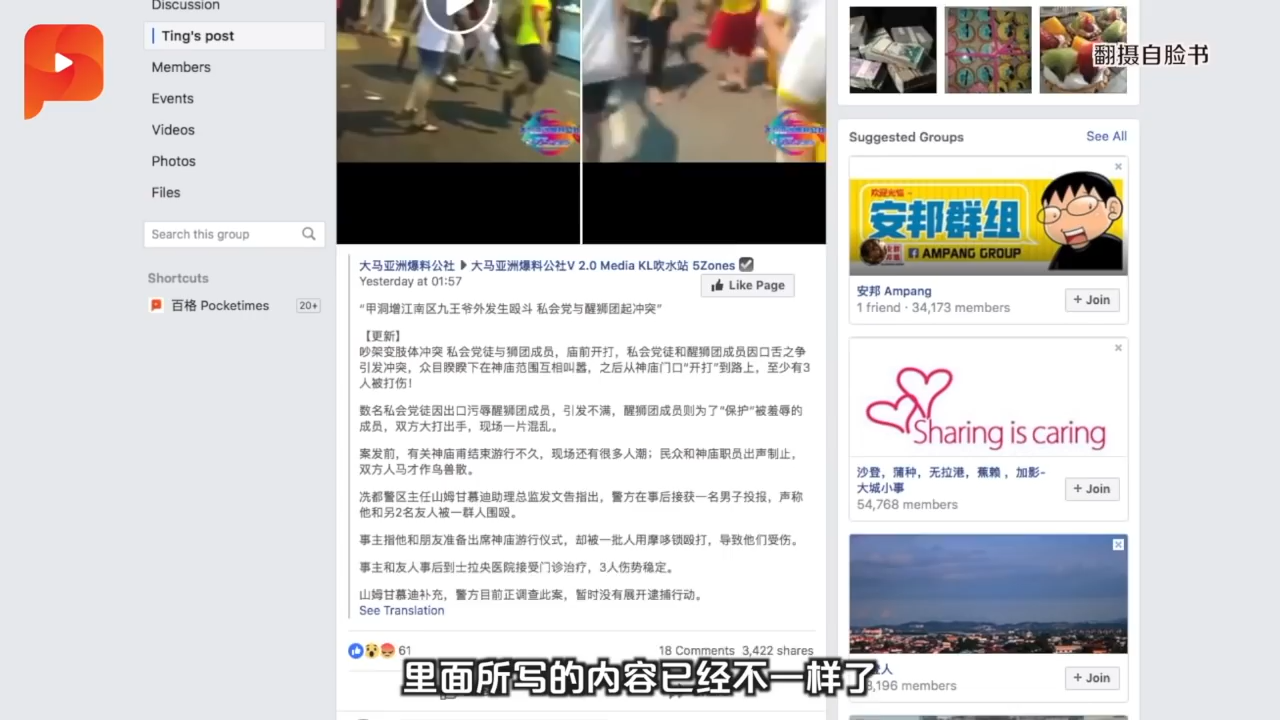 Discussion
Ting's post
Members
Events
Videos
Photos
Files
Search this group
Shortcuts
百格 Pocketimes 20+
大马亚洲爆料公社 大马亚洲爆料公社V 2.0 Media KL吹水站 5Zones
Yesterday at 01:57
Like Page
“甲洞增江南区九王爷外发生殴斗 私会党与醒狮团起冲突”
【更新】
吵架变肢体冲突 私会党徒与狮团成员，庙前开打，私会党徒和醒狮团成员因口舌之争
引发冲突，众目睽睽下在神庙范围互相叫嚣，之后从神庙门口“开打”到路上，至少有3
人被打伤！
数名私会党徒因出口污辱醒狮团成员，引发不满，醒狮团成员则为了“保护”被羞辱的
成员，双方大打出手，现场一片混乱。
案发前，有关神庙甫结束游行不久，现场还有很多人潮；民众和神庙职员出声制止，
双方人马才作鸟兽散。
冼都警区主任山姆甘慕迪助理总监发文告指出，警方在事后接获一名男子投报，声称
他和另2名友人被一群人围殴。
事主指他和朋友准备出席神庙游行仪式，却被一批人用摩哆锁殴打，导致他们受伤。
事主和友人事后到士拉央医院接受门诊治疗，3人伤势稳定。
山姆甘慕迪补充，警方目前正调查此案，暂时没有展开逮捕行动。
See Translation
61
18 Comments 3,422 shares
里面所写的内容已经不一样了
翻摄自脸书
Suggested Groups See All
欢迎光临
安邦群组
AMPANG GROUP
安邦 Ampang
1 friend · 34,173 members
+ Join
Sharing is caring
沙登，蒲种，无拉港，蕉赖，加影-
大城小事
54,768 members
+ Join
人
,196 members
+ Join